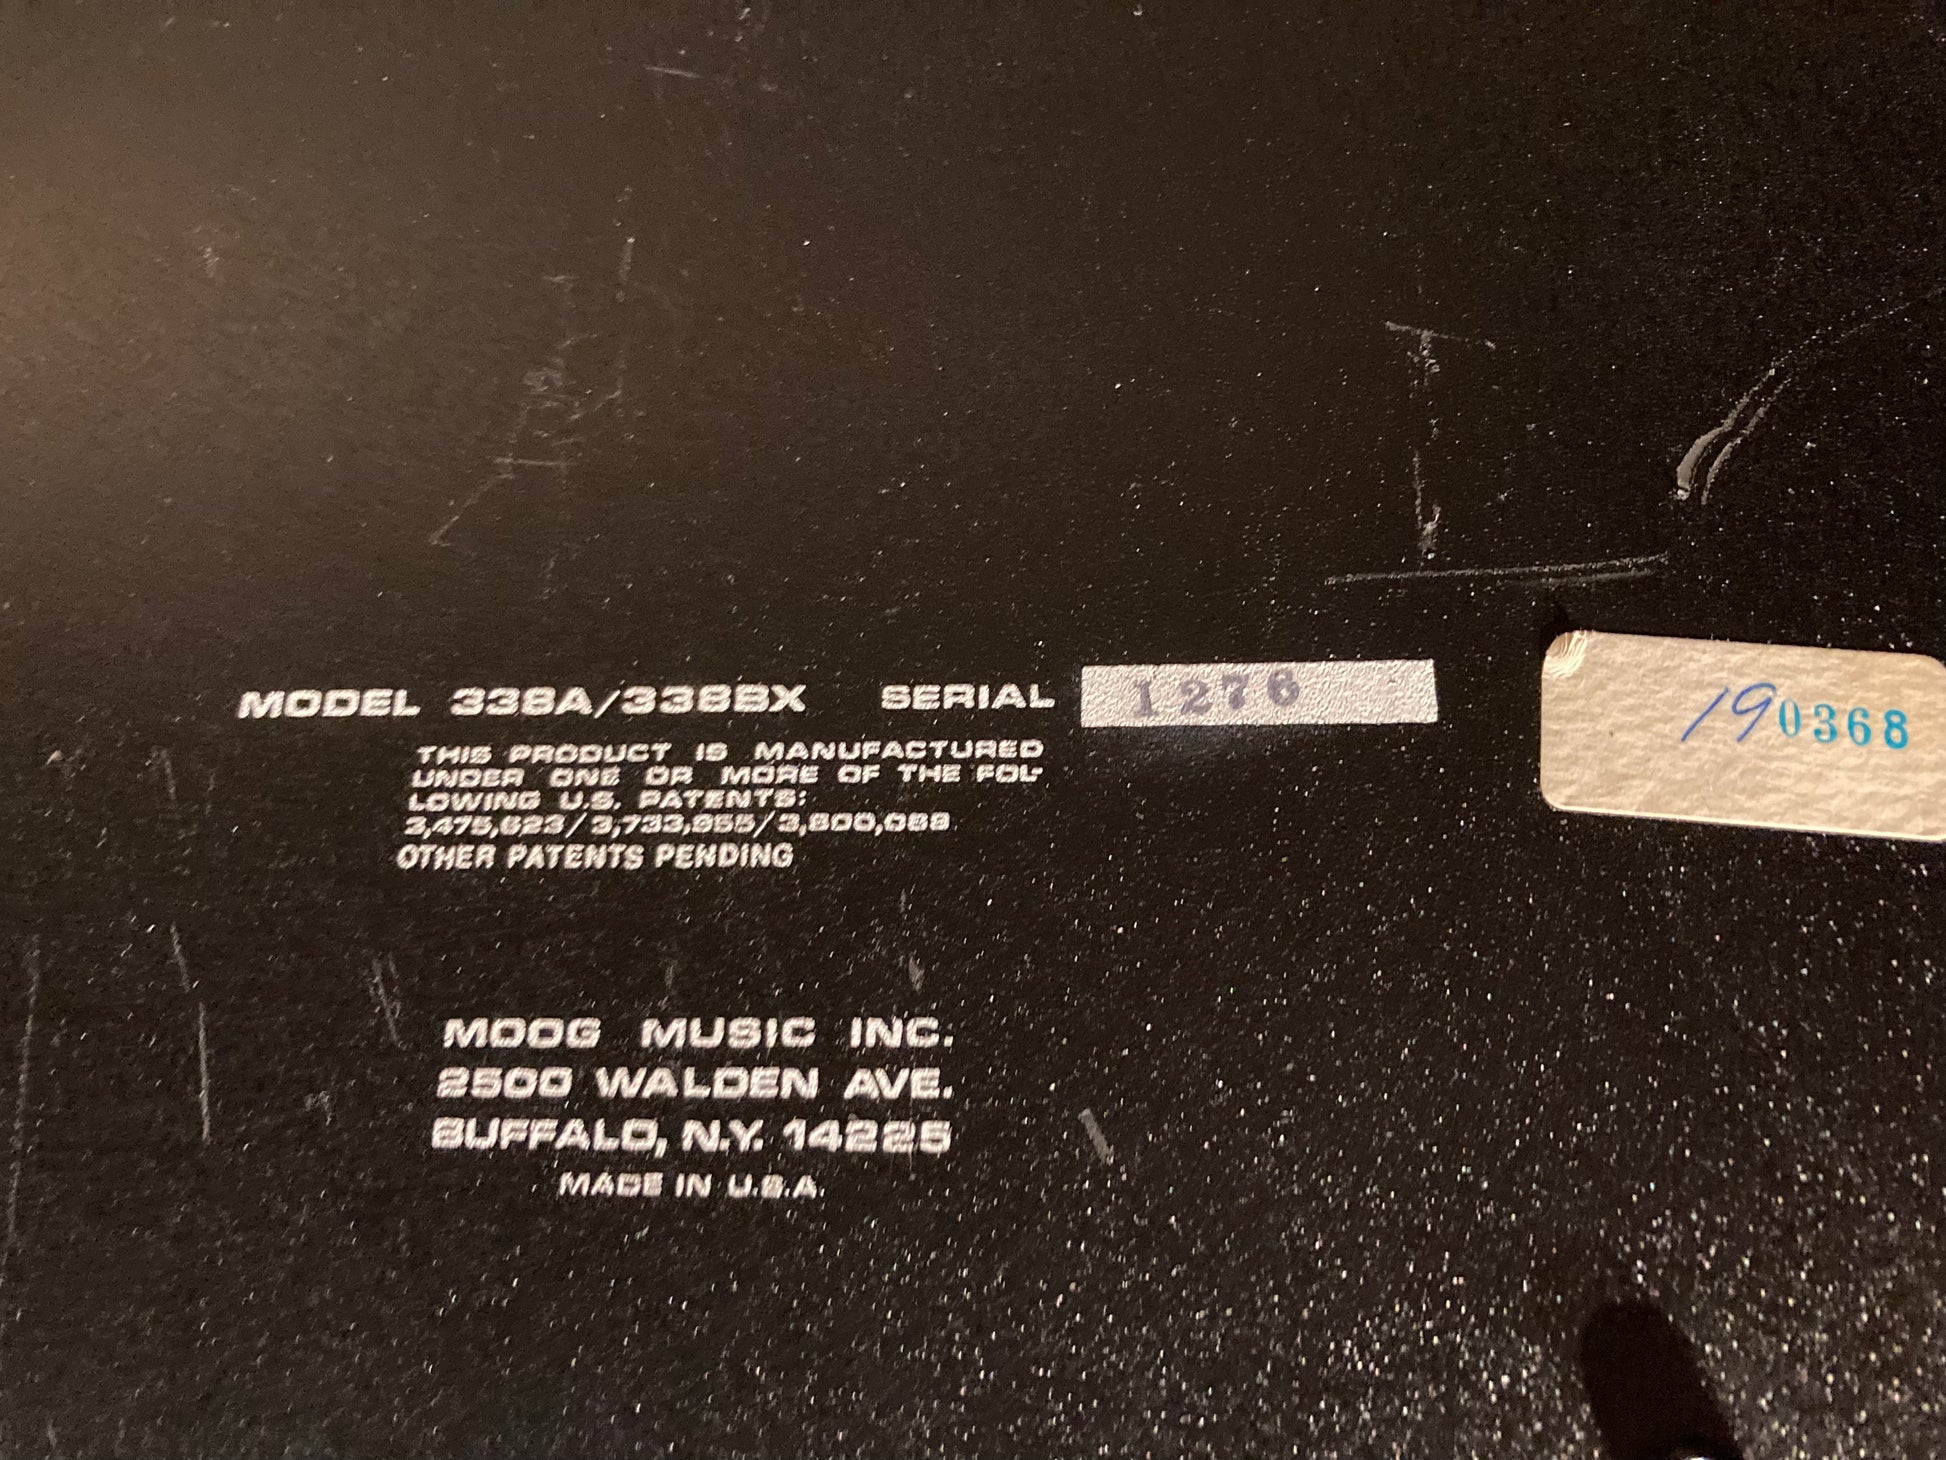 MODEL 338A/338BX SERIAL 1276
190368
THIS PRODUCT IS MANUFACTURED
UNDER ONE OR MORE OF THE FOL-
LOWING U.S. PATENTS:
3,475,623/3,733,955/3,800,088
OTHER PATENTS PENDING
MOOG MUSIC INC.
2500 WALDEN AVE.
BUFFALO, N.Y. 14225
MADE IN U.S.A.